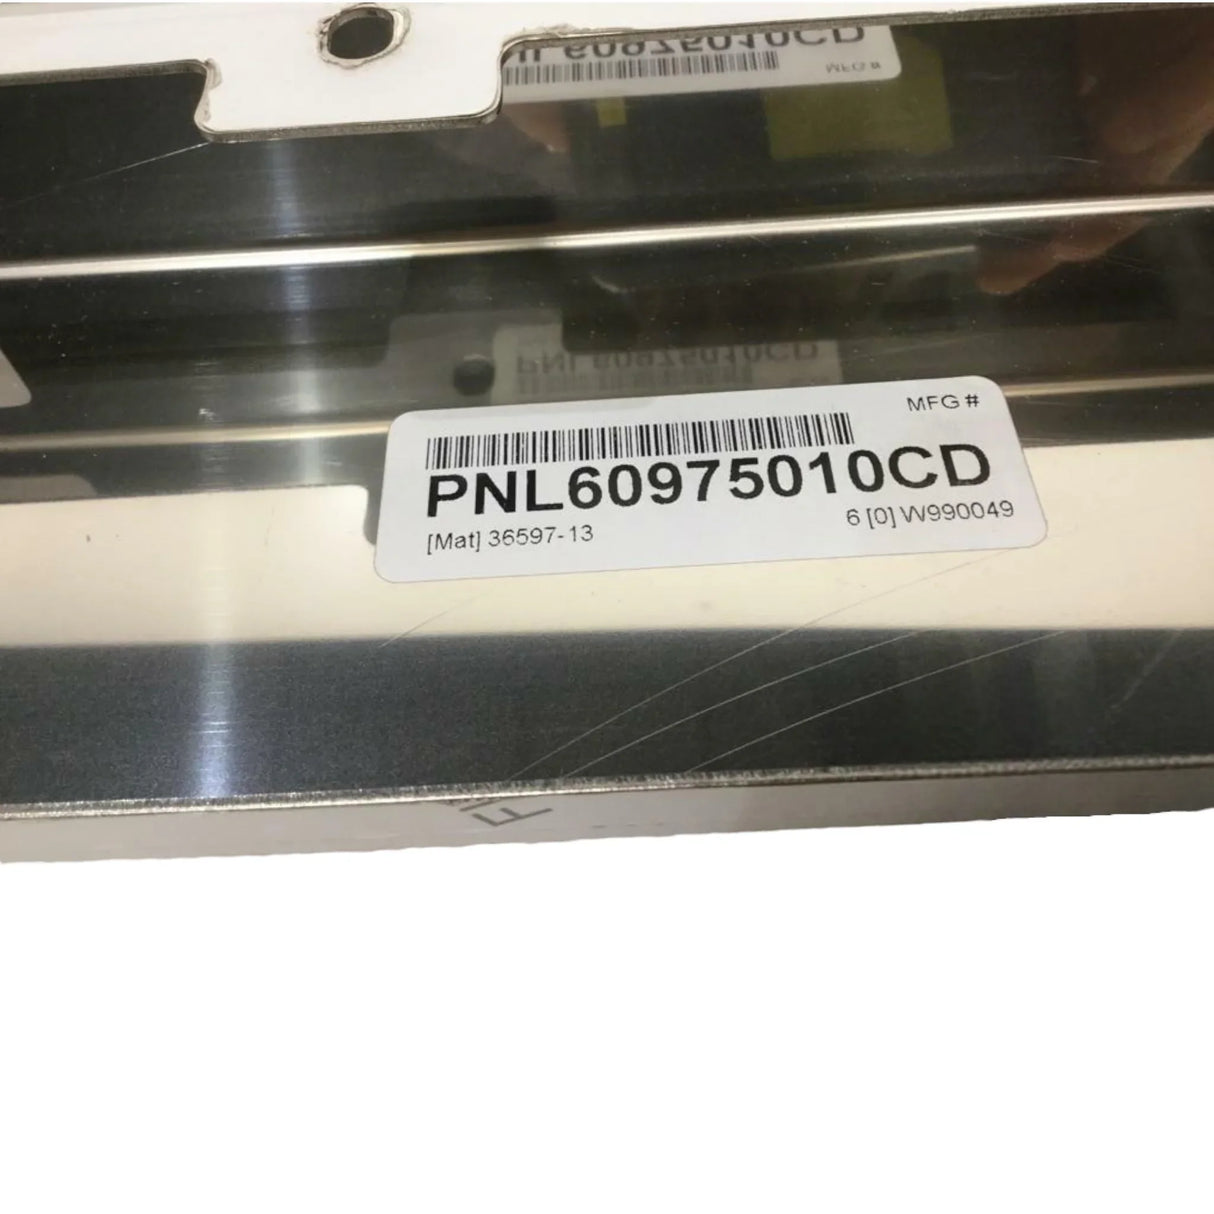 MFG #
PNL60975010CD
[Mat] 36597-13
6 [0] W990049